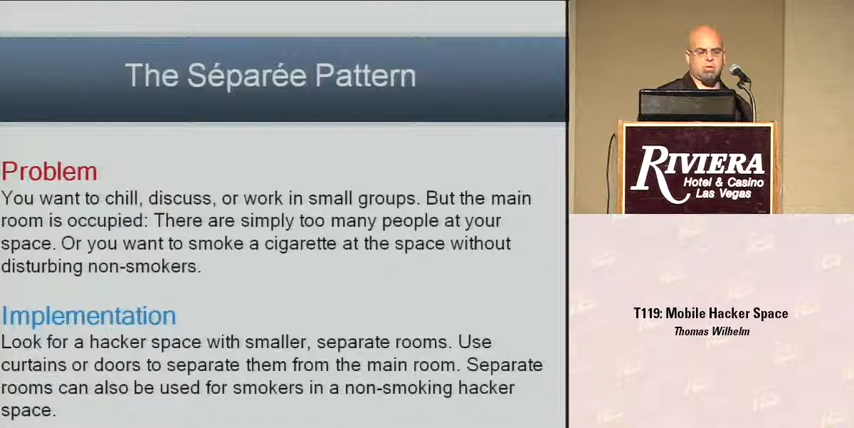 The Séparée Pattern
Problem
You want to chill, discuss, or work in small groups. But the main
room is occupied: There are simply too many people at your
space. Or you want to smoke a cigarette at the space without
disturbing non-smokers.
Implementation
Look for a hacker space with smaller, separate rooms. Use
curtains or doors to separate them from the main room. Separate
rooms can also be used for smokers in a non-smoking hacker
space.
RIVIERA
Hotel & Casino
Las Vegas
T119: Mobile Hacker Space
Thomas Wilhelm